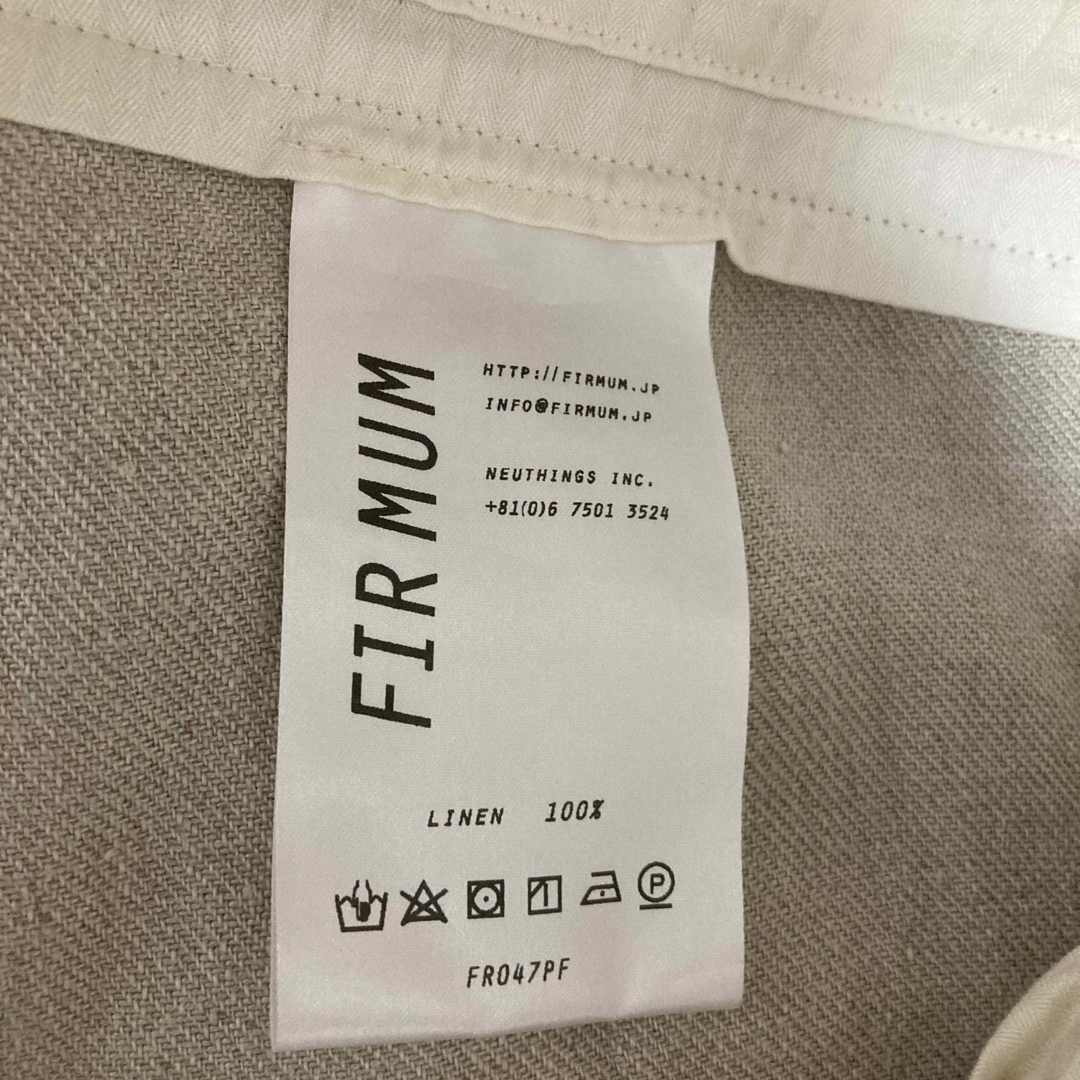 FIRMUM
HTTP://FIRMUM.JP
INFO@FIRMUM.JP
NEUTHINGS INC.
+81(0)6 7501 3524
LINEN 100%
P
FR047PF